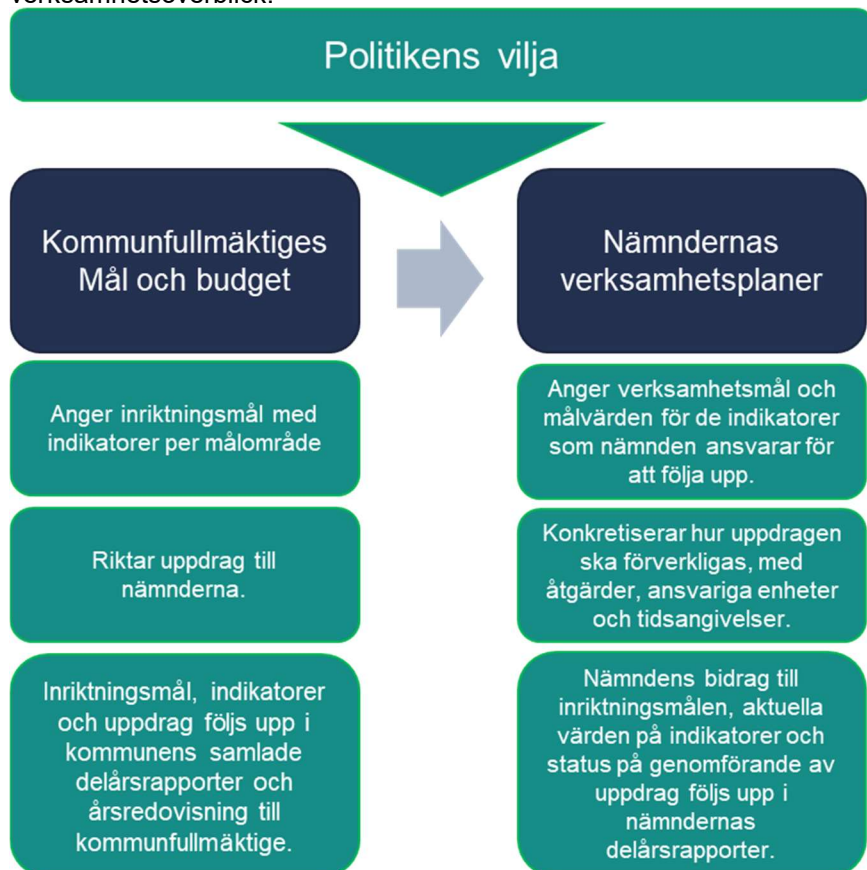 verksamhetsöverblick.
Politikens vilja
Kommunfullmäktiges
Mål och budget
Anger inriktningsmål med
indikatorer per målområde
Riktar uppdrag till
nämnderna.
Inriktningsmål, indikatorer
och uppdrag följs upp i
kommunens samlade
delårsrapporter och
årsredovisning till
kommunfullmäktige.
Nämndernas
verksamhetsplaner
Anger verksamhetsmål och
målvärden för de indikatorer
som nämnden ansvarar för
att följa upp.
Konkretiserar hur uppdragen
ska förverkligas, med
åtgärder, ansvariga enheter
och tidsangivelser.
Nämndens bidrag till
inriktningsmålen, aktuella
värden på indikatorer och
status på genomförande av
uppdrag följs upp i
nämndernas
delårsrapporter.